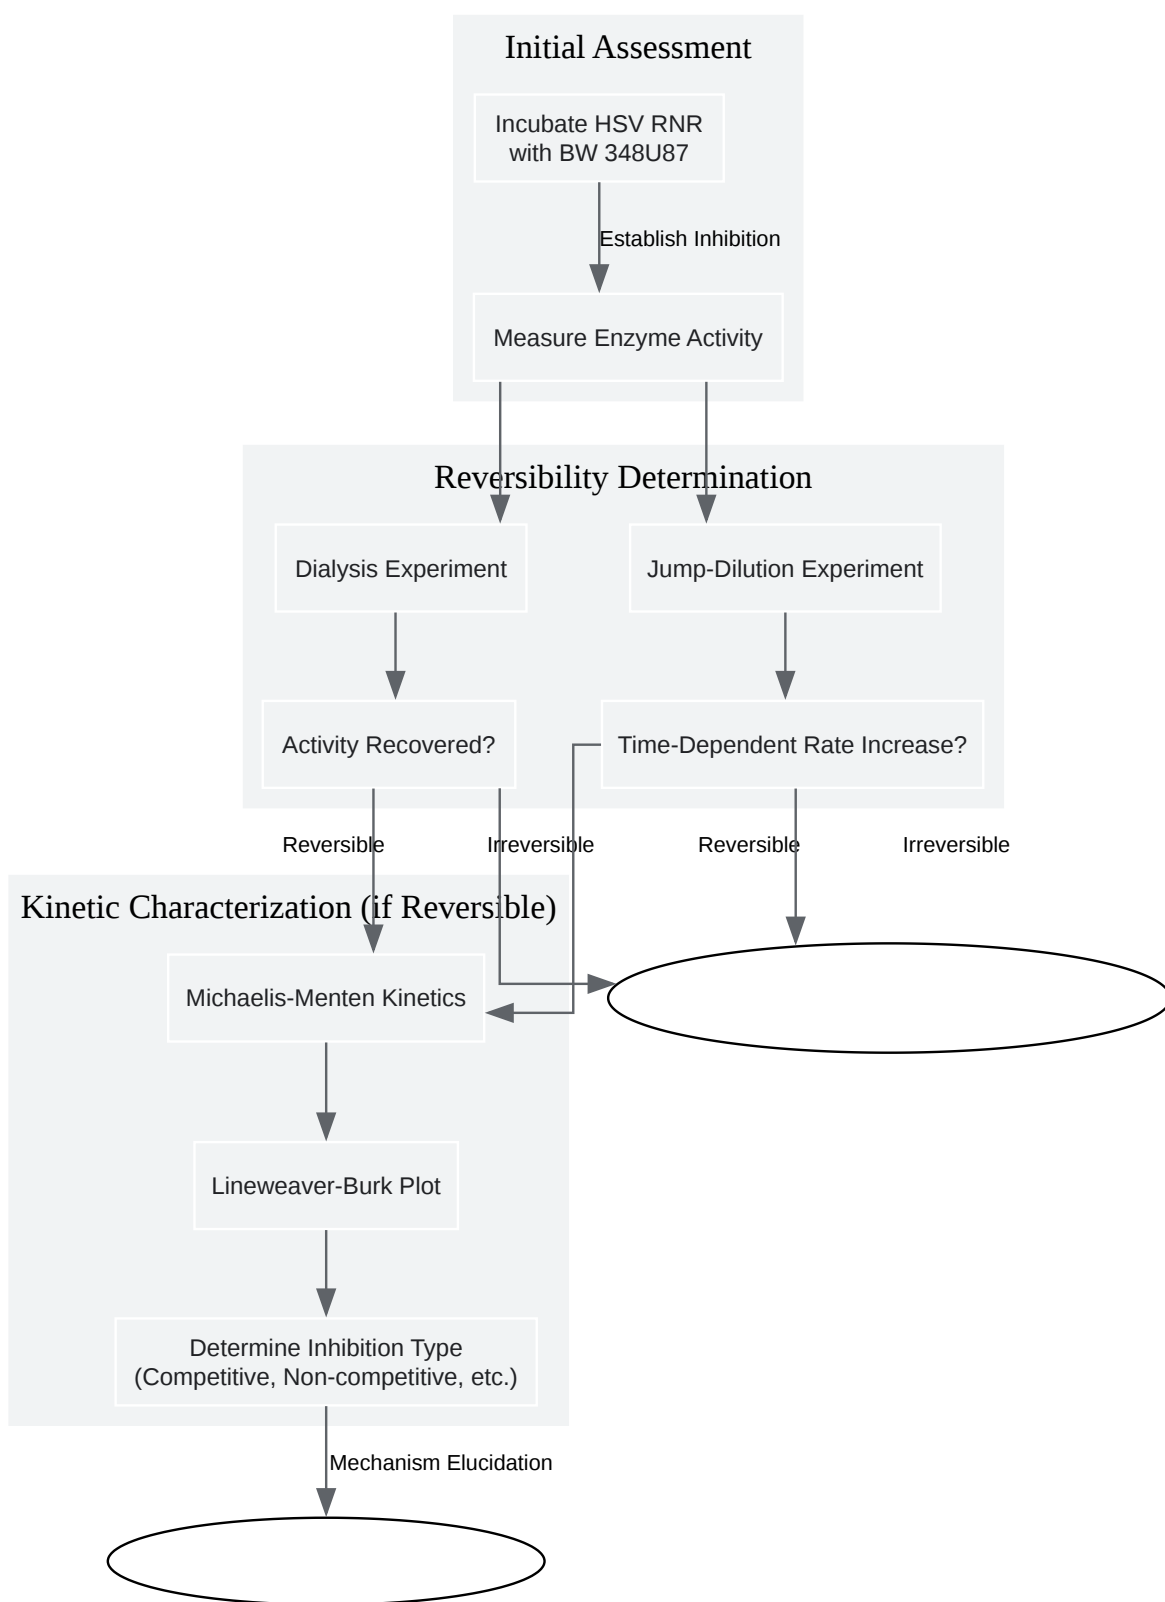 Initial Assessment
Incubate HSV RNR
with BW 348U87
Establish Inhibition
Measure Enzyme Activity
Reversibility Determination
Dialysis Experiment
Jump-Dilution Experiment
Activity Recovered?
Time-Dependent Rate Increase?
Reversible
Irreversible
Reversible
Irreversible
Kinetic Characterization (if Reversible)
Michaelis-Menten Kinetics
Lineweaver-Burk Plot
Determine Inhibition Type
(Competitive, Non-competitive, etc.)
Mechanism Elucidation